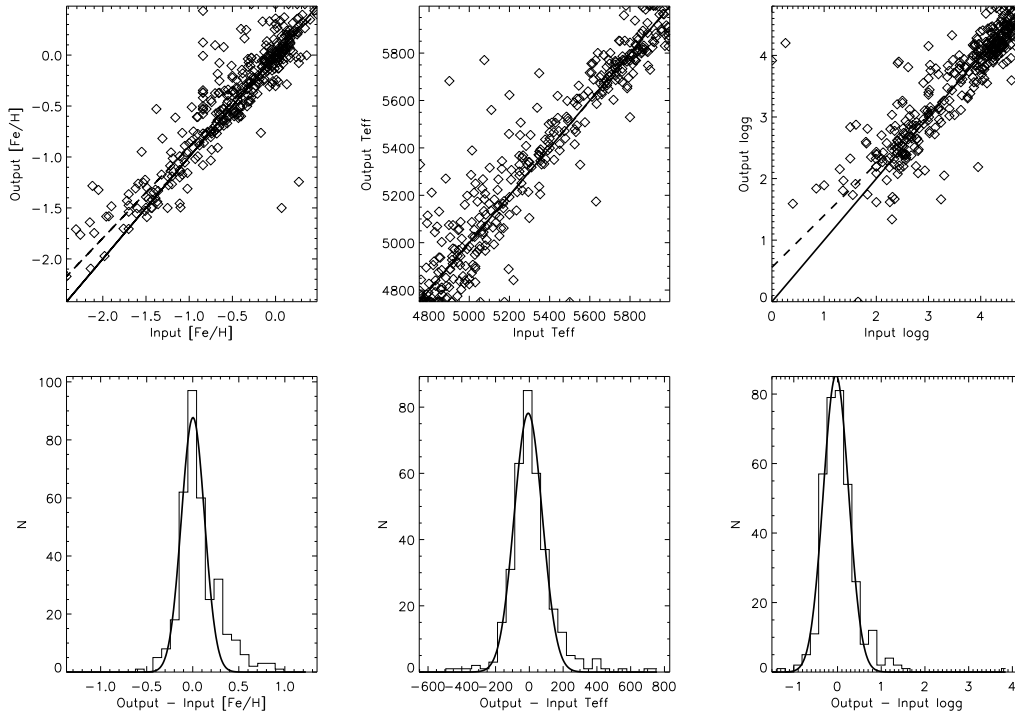 0.0
-0.5
-1.0
-1.5
-2.0
Output [Fe/H]
-2.0 -1.5 -1.0 -0.5 0.0
Input [Fe/H]
5800
5600
5400
5200
5000
4800
Output Teff
4800 5000 5200 5400 5600 5800
Input Teff
4
3
2
1
0
Output logg
0 1 2 3 4
Input logg
100
80
60
40
20
0
N
-1.0 -0.5 0.0 0.5 1.0
Output - Input [Fe/H]
80
60
40
20
0
N
-600 -400 -200 0 200 400 600 800
Output - Input Teff
80
60
40
20
0
N
-1 0 1 2 3 4
Output - Input logg